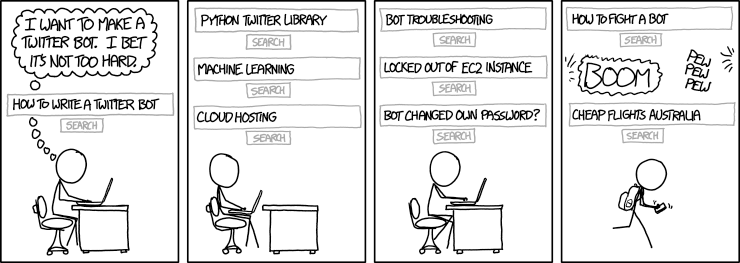 I WANT TO MAKE A
TWITTER BOT. I BET
IT'S NOT TOO HARD.
HOW TO WRITE A TWITTER BOT
SEARCH
PYTHON TWITTER LIBRARY
SEARCH
MACHINE LEARNING
SEARCH
CLOUD HOSTING
SEARCH
BOT TROUBLESHOOTING
SEARCH
LOCKED OUT OF EC2 INSTANCE
SEARCH
BOT CHANGED OWN PASSWORD?
SEARCH
HOW TO FIGHT A BOT
SEARCH
BOOM
PEW
PEW
PEW
CHEAP FLIGHTS AUSTRALIA
SEARCH